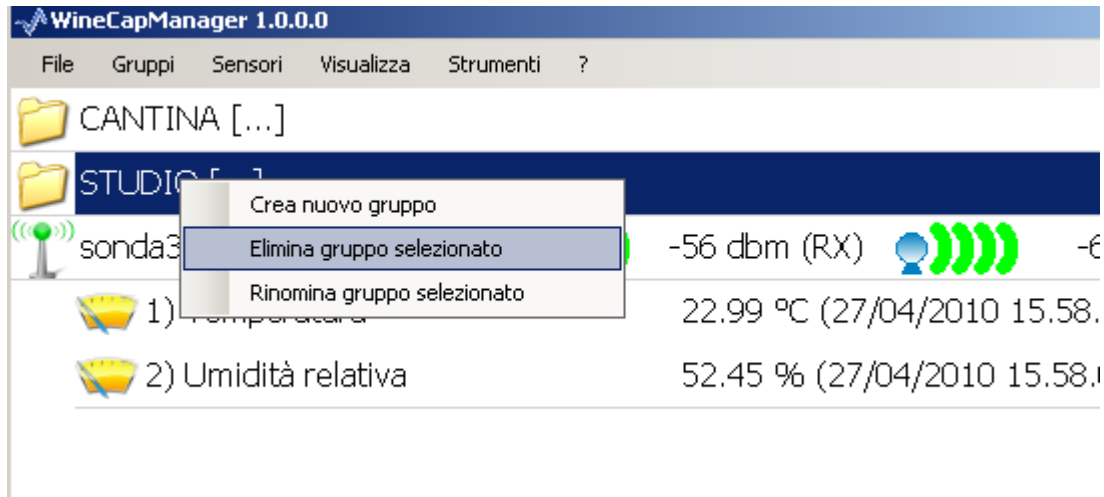 WineCapManager 1.0.0.0
File Gruppi Sensori Visualizza Strumenti ?
CANTINA [...]
STUDIO
Crea nuovo gruppo
Elimina gruppo selezionato
Rinomina gruppo selezionato
sonda3 -56 dbm (RX)
1) 22.99 °C (27/04/2010 15.58.
2) Umidità relativa 52.45 % (27/04/2010 15.58.